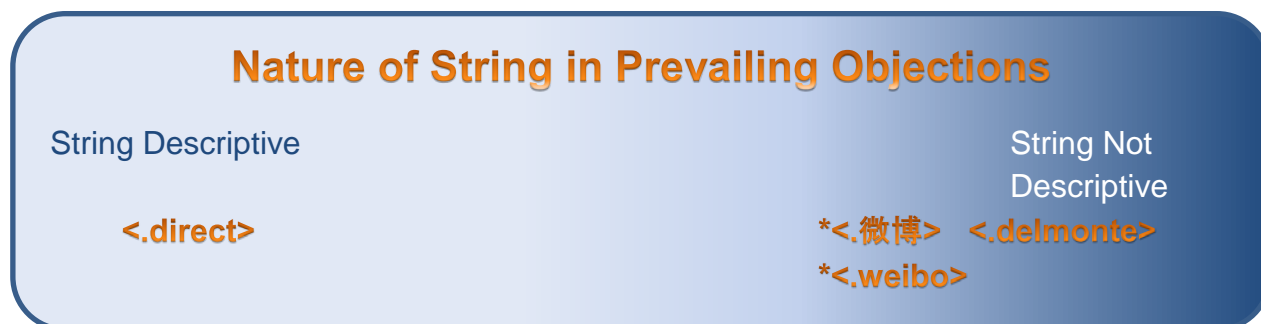 Nature of String in Prevailing Objections
String Descriptive
String Not
Descriptive
<.direct>
*<.微博> <.delmonte>
*<.weibo>